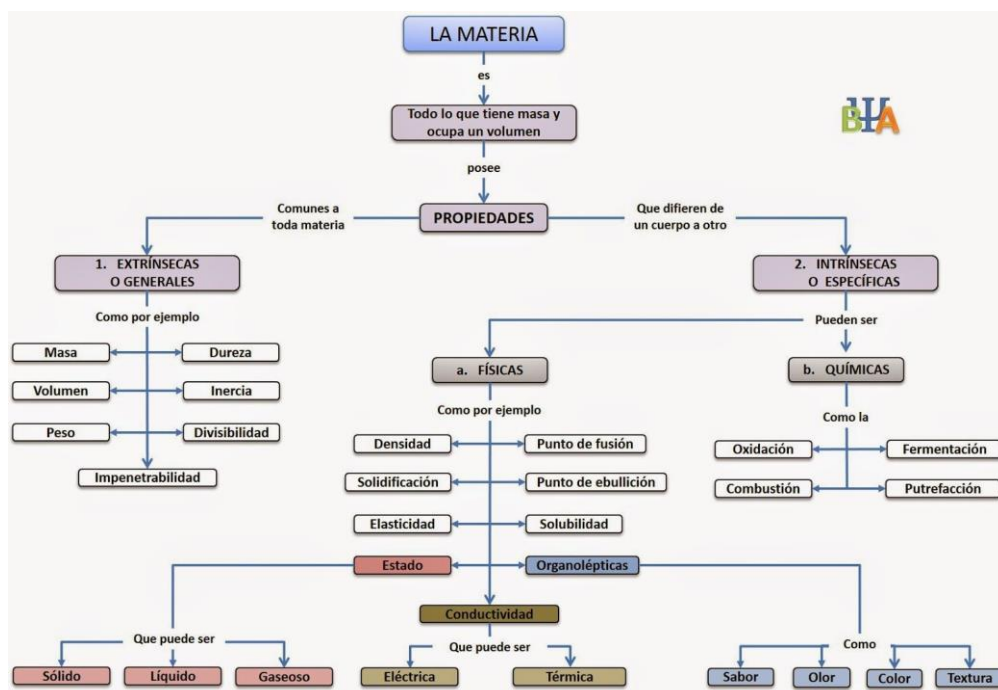 LA MATERIA
es
Todo lo que tiene masa y
ocupa un volumen
BΨA
posee
PROPIEDADES
Comunes a
toda materia
Que difieren de
un cuerpo a otro
1. EXTRÍNSECAS
O GENERALES
2. INTRÍNSECAS
O ESPECÍFICAS
Como por ejemplo
Masa
Dureza
Volumen
Inercia
Peso
Divisibilidad
Impenetrabilidad
Pueden ser
a. FÍSICAS
b. QUÍMICAS
Como por ejemplo
Densidad
Punto de fusión
Solidificación
Punto de ebullición
Elasticidad
Solubilidad
Estado
Organolépticas
Conductividad
Como la
Oxidación
Fermentación
Combustión
Putrefacción
Que puede ser
Sólido
Líquido
Gaseoso
Que puede ser
Eléctrica
Térmica
Como
Sabor
Olor
Color
Textura